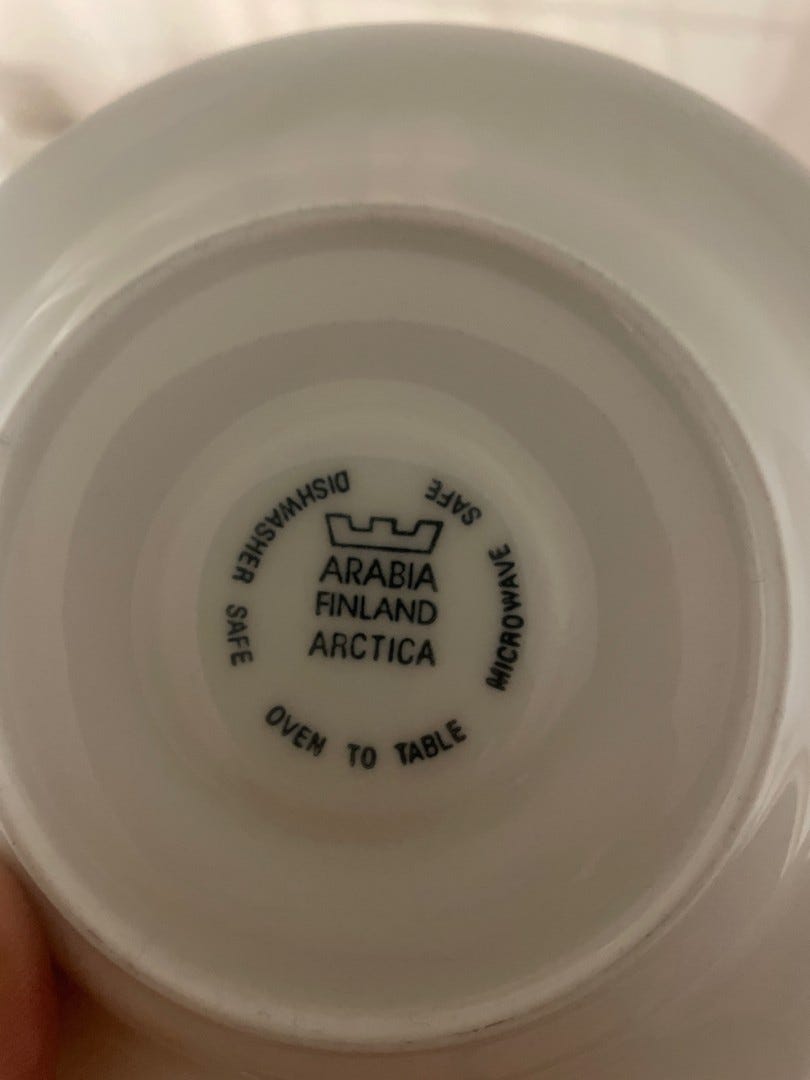 ARABIA
FINLAND
ARCTICA
DISHWASHER SAFE
OVEN TO TABLE
MICROWAVE SAFE